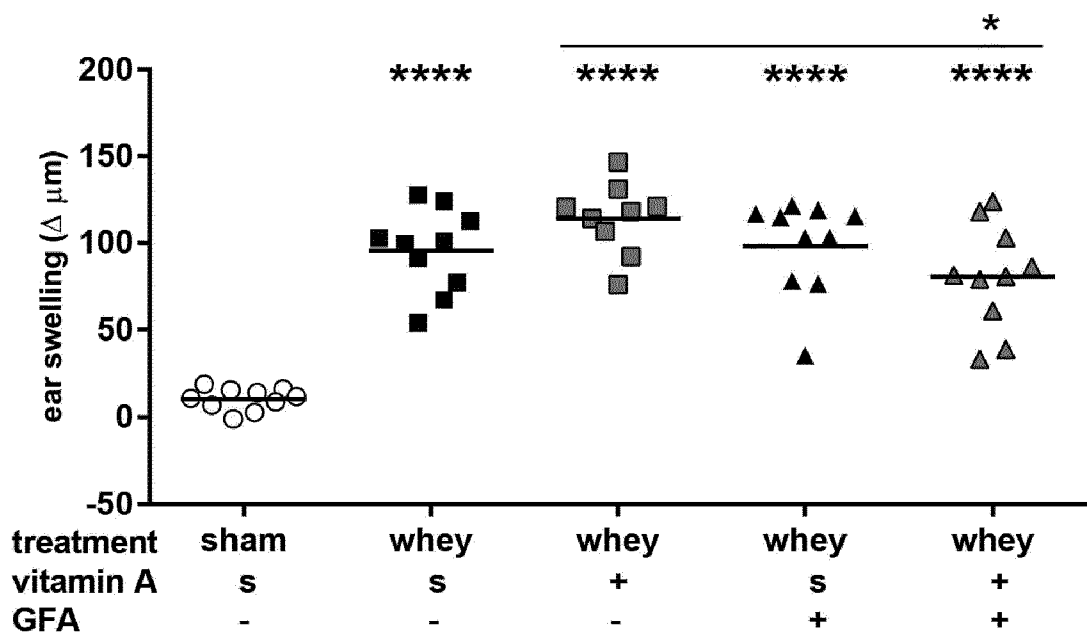 *
200 **** **** **** ****
150
100
50
0
-50
ear swelling (Δ µm)
treatment sham whey whey whey whey
vitamin A s s + s +
GFA - - - + +